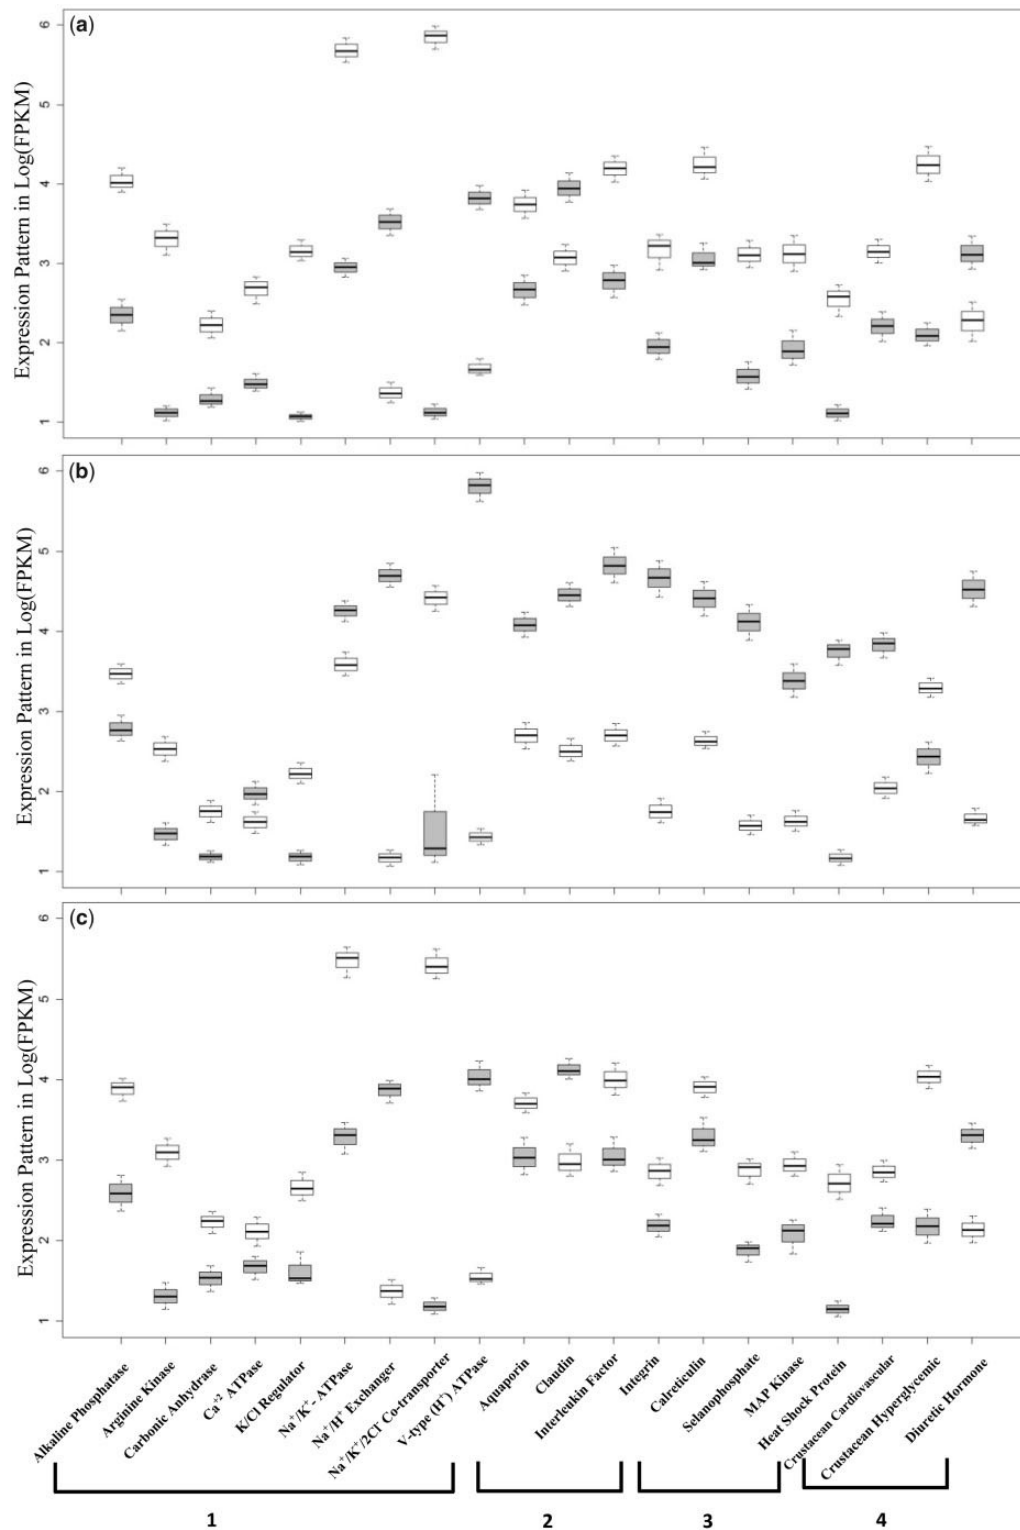 (a)
Expression Pattern in Log(FPKM)
6
5
4
3
2
1
(b)
Expression Pattern in Log(FPKM)
6
5
4
3
2
1
(c)
Expression Pattern in Log(FPKM)
6
5
4
3
2
1
Alkaline Phosphatase
Arginine Kinase
Carbonic Anhydrase
Ca+2 ATPase
K/Cl Regulator
Na+/K+- ATPase
Na+/H+ Exchanger
Na+/K+/2Cl- Co-transporter
V-type (H+) ATPase
Aquaporin
Claudin
Interleukin Factor
Integrin
Calreticulin
Selanophosphate
MAP Kinase
Heat Shock Protein
Crustacean Cardiovascular
Crustacean Hyperglycemic
Diuretic Hormone
1
2
3
4